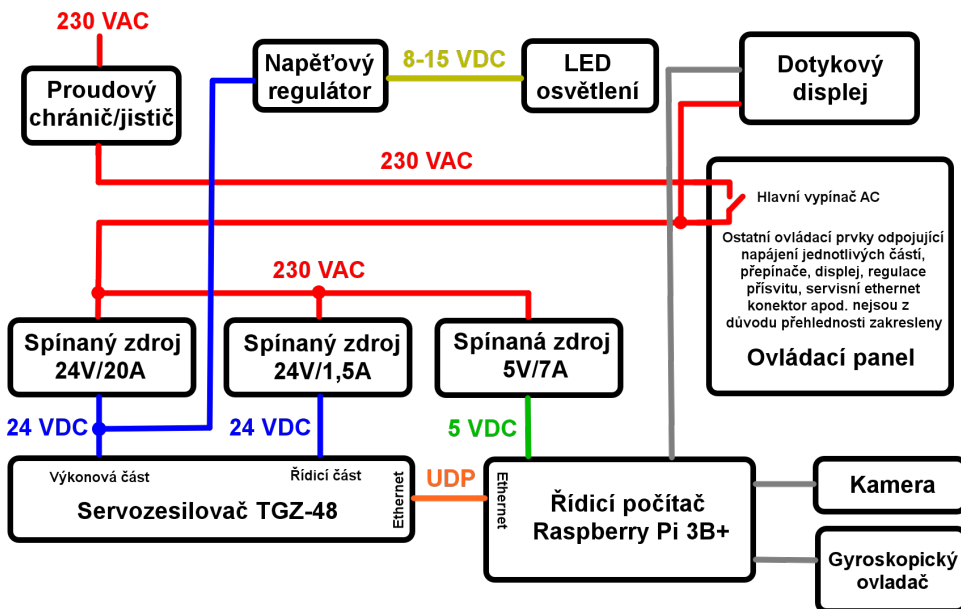 230 VAC
Proudový
chránič/jistič
Napěťový
regulátor
8-15 VDC
LED
osvětlení
Dotykový
displej
230 VAC
Hlavní vypínač AC
Ostatní ovládací prvky odpojující
napájení jednotlivých částí,
přepínače, displej, regulace
přísvitu, servisní ethernet
konektor apod. nejsou z
důvodu přehlednosti zakresleny
Ovládací panel
230 VAC
Spínaný zdroj
24V/20A
Spínaný zdroj
24V/1,5A
Spínaná zdroj
5V/7A
24 VDC
24 VDC
5 VDC
Výkonová část
Řídicí část
Ethernet
Servozesilovač TGZ-48
UDP
Ethernet
Řídicí počítač
Raspberry Pi 3B+
Kamera
Gyroskopický
ovladač